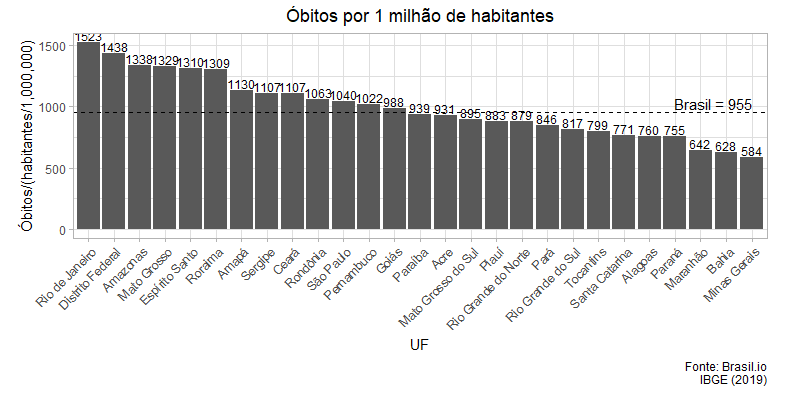 Óbitos por 1 milhão de habitantes
Óbitos/(habitantes/1,000,000)
1500
1000
500
0
1523
1438
1338
1329
1310
1309
1130
1107
1107
1063
1040
1022
988
939
931
895
883
879
846
817
799
771
760
755
642
628
584
Brasil = 955
Rio de Janeiro
Distrito Federal
Amazonas
Mato Grosso
Espírito Santo
Roraima
Amapá
Sergipe
Ceará
Rondônia
São Paulo
Pernambuco
Goiás
Paraíba
Acre
Mato Grosso do Sul
Piauí
Rio Grande do Norte
Pará
Rio Grande do Sul
Tocantins
Santa Catarina
Alagoas
Paraná
Maranhão
Bahia
Minas Gerais
UF
Fonte: Brasil.io
IBGE (2019)